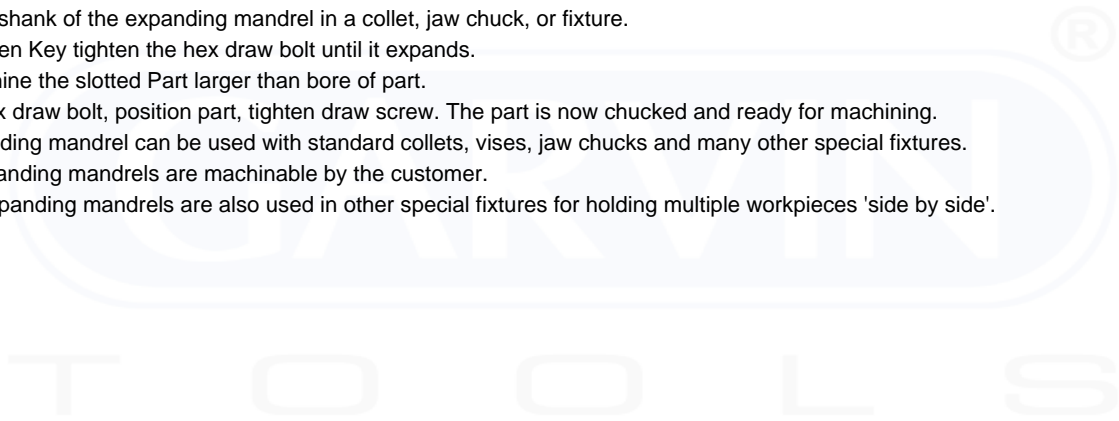 shank of the expanding mandrel in a collet, jaw chuck, or fixture.
en Key tighten the hex draw bolt until it expands.
ine the slotted Part larger than bore of part.
x draw bolt, position part, tighten draw screw. The part is now chucked and ready for machining.
ding mandrel can be used with standard collets, vises, jaw chucks and many other special fixtures.
anding mandrels are machinable by the customer.
panding mandrels are also used in other special fixtures for holding multiple workpieces 'side by side'.
GARVIN ®
TOOLS